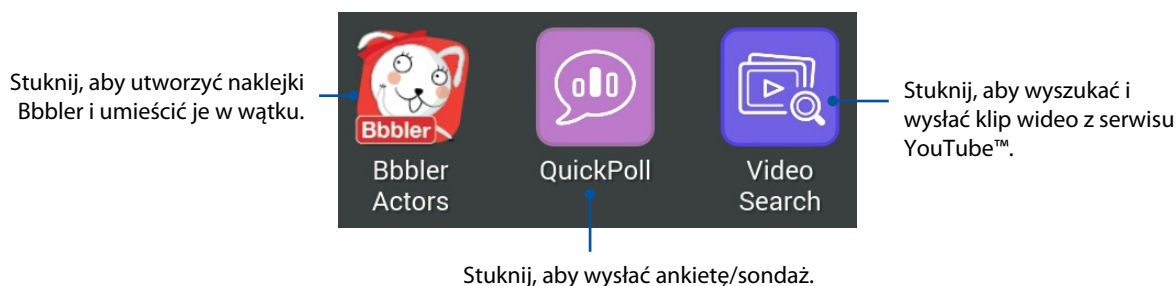 Stuknij, aby utworzyć naklejki
Bbbler i umieścić je w wątku.
Bbbler
Bbbler
Actors
QuickPoll
Video
Search
Stuknij, aby wyszukać i
wysłać klip wideo z serwisu
YouTube™.
Stuknij, aby wysłać ankietę/sondaż.